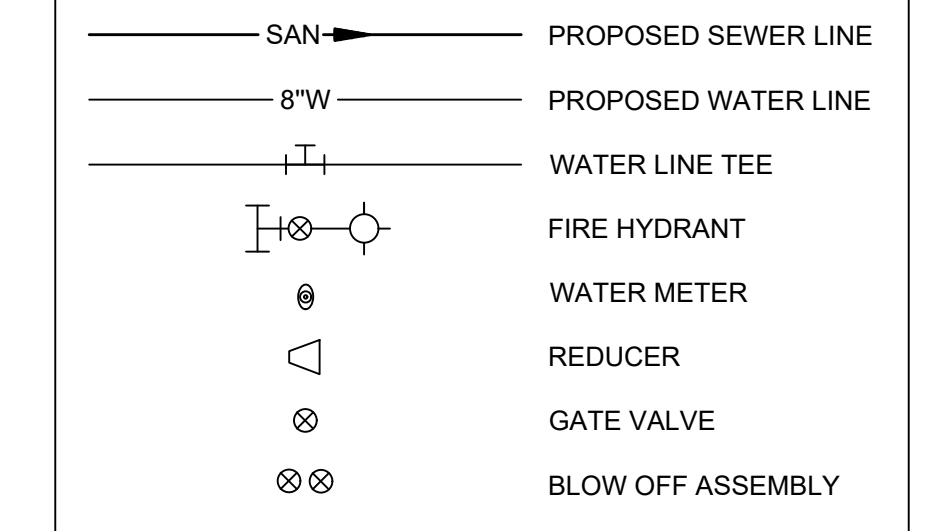 SAN PROPOSED SEWER LINE
8"W PROPOSED WATER LINE
WATER LINE TEE
FIRE HYDRANT
WATER METER
REDUCER
GATE VALVE
BLOW OFF ASSEMBLY